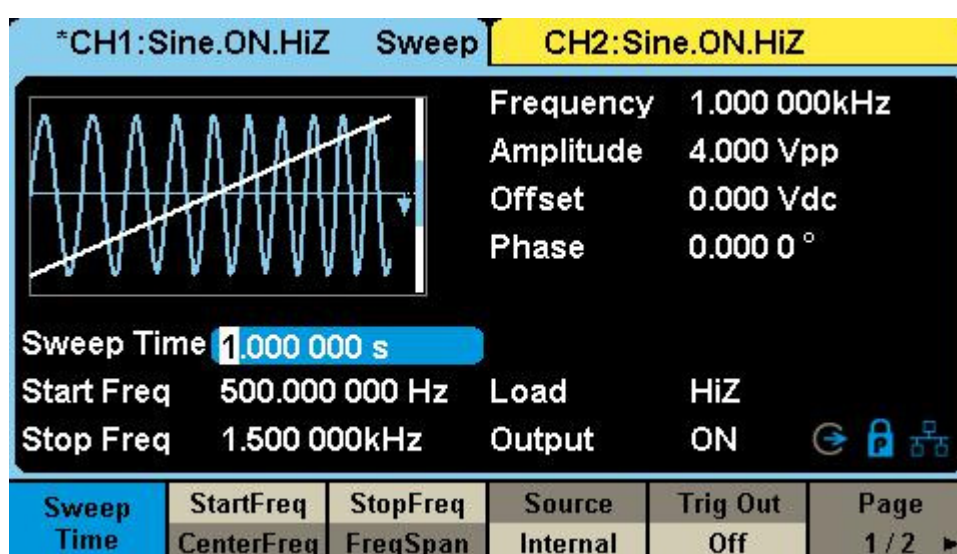 *CH1:Sine.ON.HiZ Sweep CH2:Sine.ON.HiZ
Frequency 1.000 000kHz
Amplitude 4.000 Vpp
Offset 0.000 Vdc
Phase 0.000 0 °
Sweep Time 1.000 000 s
Start Freq 500.000 000 Hz Load HiZ
Stop Freq 1.500 000kHz Output ON P
Sweep Time StartFreq StopFreq Source Trig Out Page
CenterFreq FreqSpan Internal Off 1/2 ►